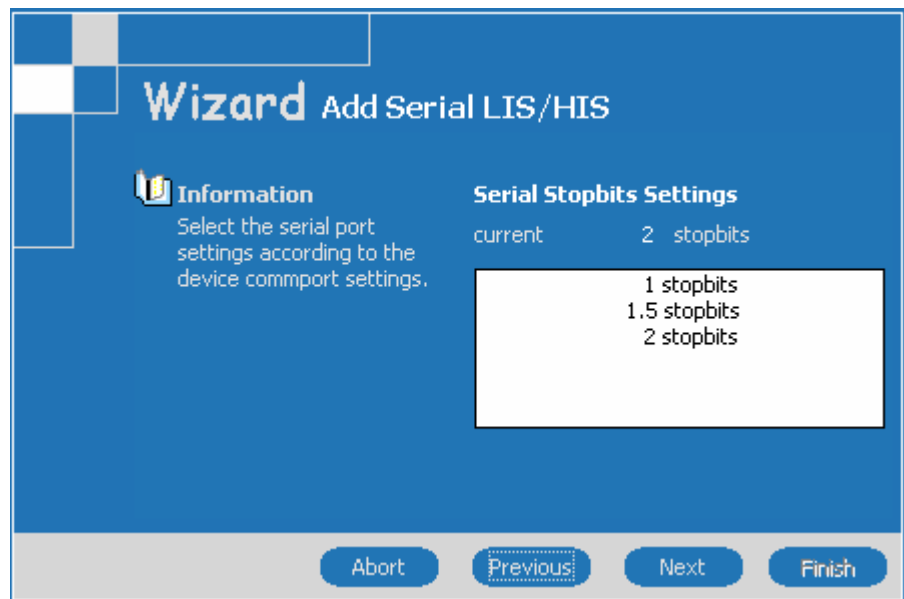 Wizard Add Serial LIS/HIS
Information
Select the serial port
settings according to the
device commport settings.
Serial Stopbits Settings
current 2 stopbits
1 stopbits
1.5 stopbits
2 stopbits
Abort Previous Next Finish